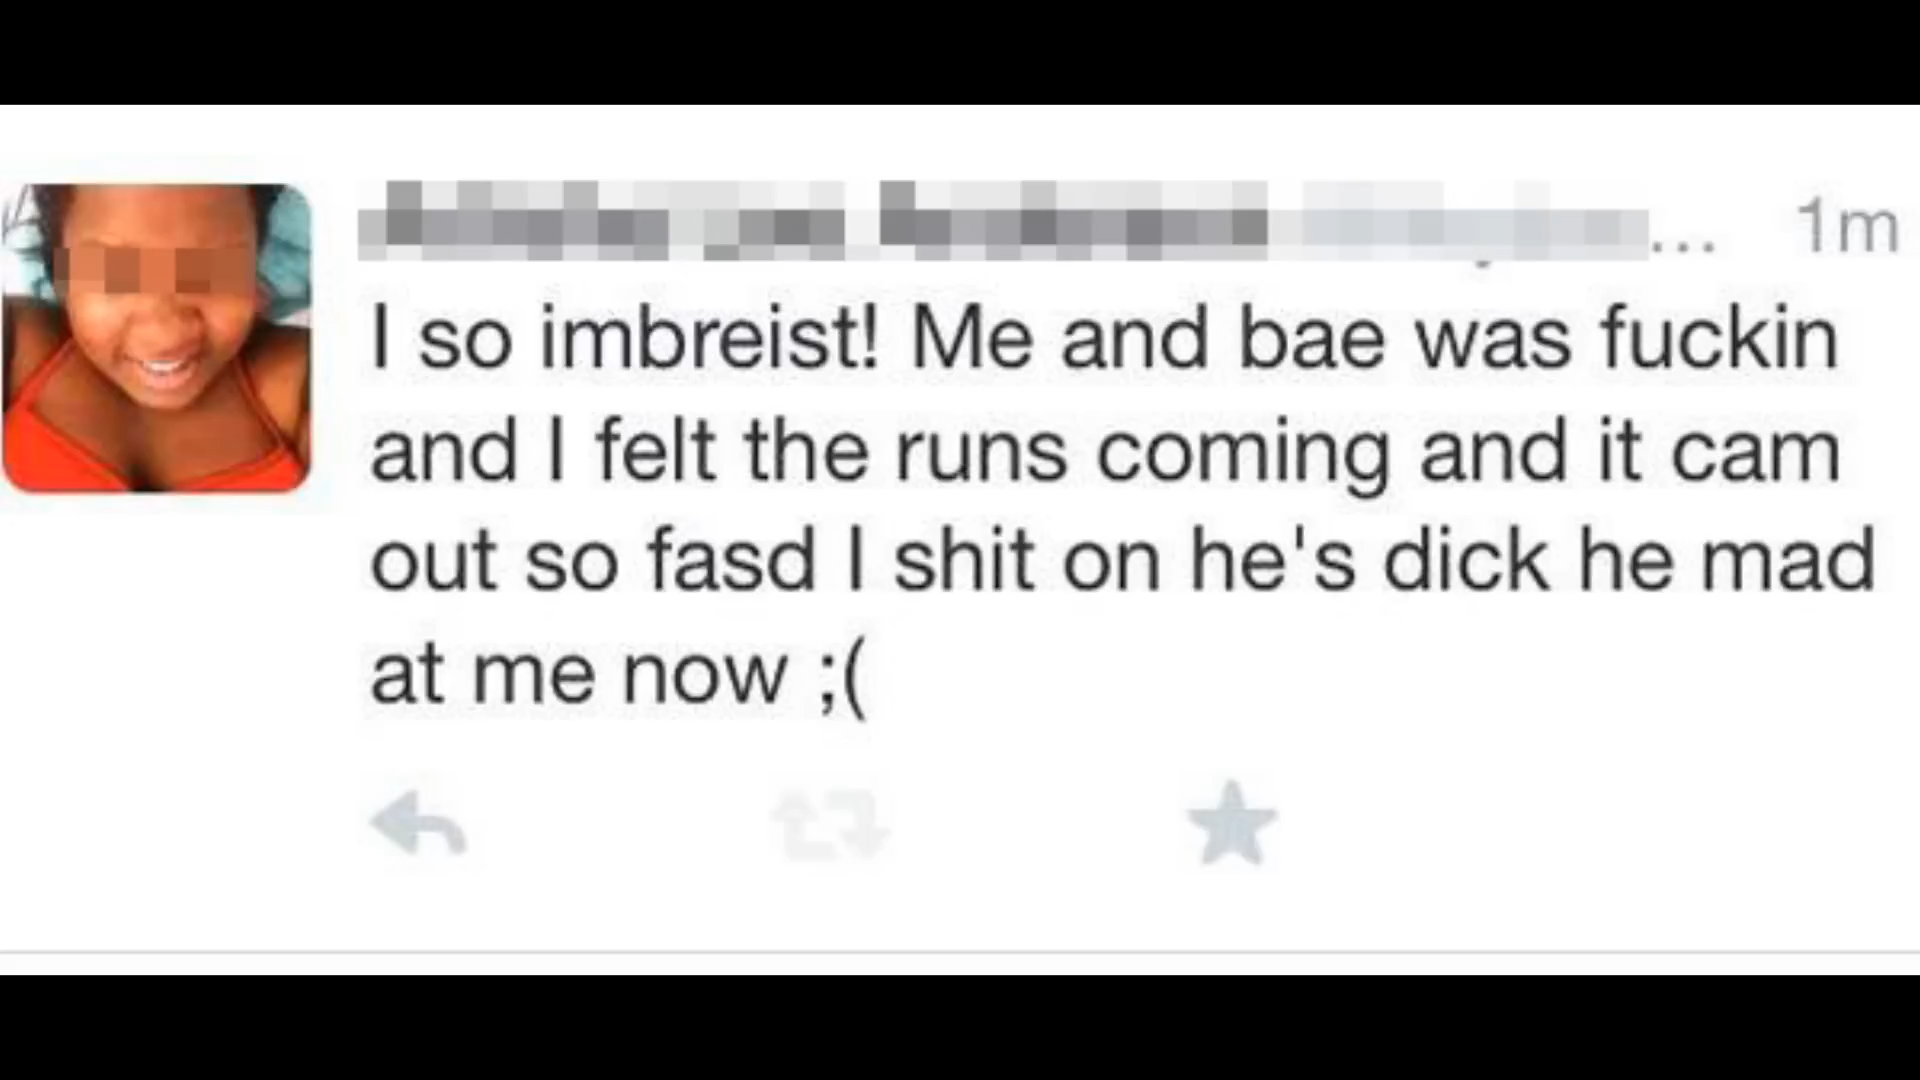 ... 1m
I so imbreist! Me and bae was fuckin
and I felt the runs coming and it cam
out so fasd I shit on he's dick he mad
at me now ;(